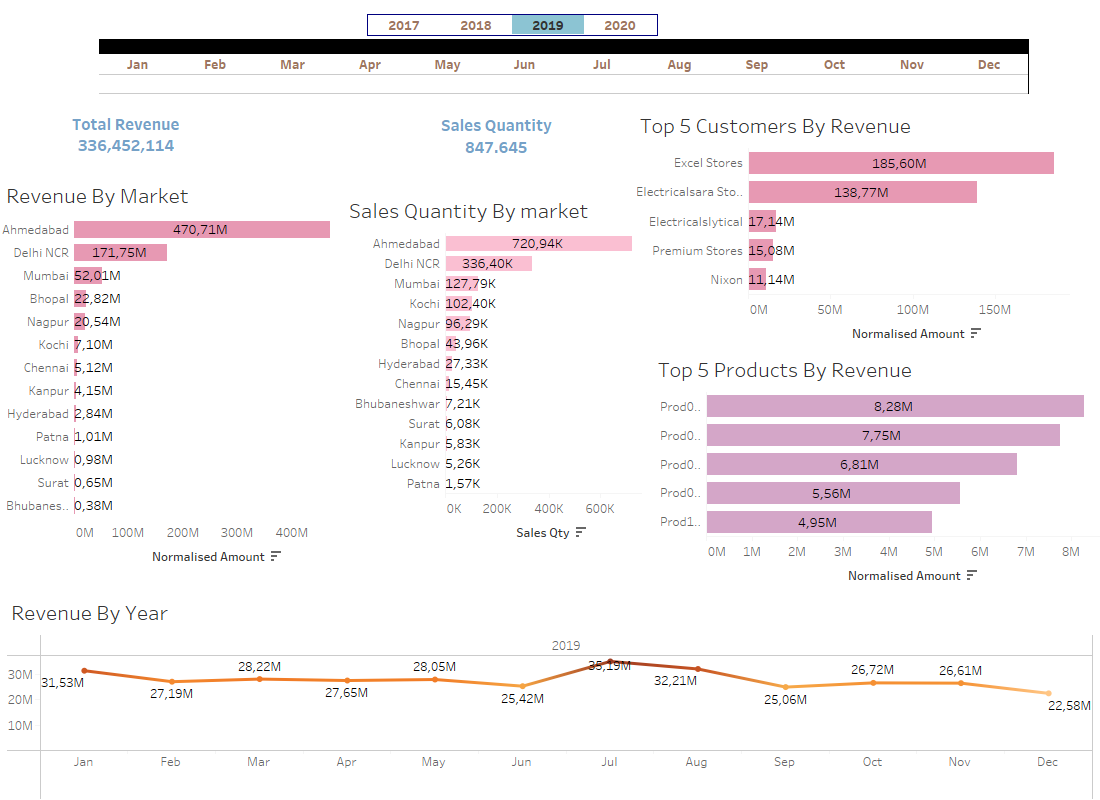 2017 2018 2019 2020
Jan Feb Mar Apr May Jun Jul Aug Sep Oct Nov Dec
Total Revenue
336,452,114
Sales Quantity
847.645
Revenue By Market
Ahmedabad 470,71M
Delhi NCR 171,75M
Mumbai 52,01M
Bhopal 22,82M
Nagpur 20,54M
Kochi 7,10M
Chennai 5,12M
Kanpur 4,15M
Hyderabad 2,84M
Patna 1,01M
Lucknow 0,98M
Surat 0,65M
Bhubanes.. 0,38M
0M 100M 200M 300M 400M
Normalised Amount
Sales Quantity By market
Ahmedabad 720,94K
Delhi NCR 336,40K
Mumbai 127,79K
Kochi 102,40K
Nagpur 96,29K
Bhopal 43,96K
Hyderabad 27,33K
Chennai 15,45K
Bhubaneshwar 7,21K
Surat 6,08K
Kanpur 5,83K
Lucknow 5,26K
Patna 1,57K
0K 200K 400K 600K
Sales Qty
Top 5 Customers By Revenue
Excel Stores 185,60M
Electricalsara Sto.. 138,77M
Electricalslytical 17,14M
Premium Stores 15,08M
Nixon 11,14M
0M 50M 100M 150M
Normalised Amount
Top 5 Products By Revenue
Prod0.. 8,28M
Prod0.. 7,75M
Prod0.. 6,81M
Prod0.. 5,56M
Prod1.. 4,95M
0M 1M 2M 3M 4M 5M 6M 7M 8M
Normalised Amount
Revenue By Year
2019
30M
20M
10M
31,53M 27,19M 28,22M 27,65M 28,05M 25,42M 35,19M 32,21M 25,06M 26,72M 26,61M 22,58M
Jan Feb Mar Apr May Jun Jul Aug Sep Oct Nov Dec